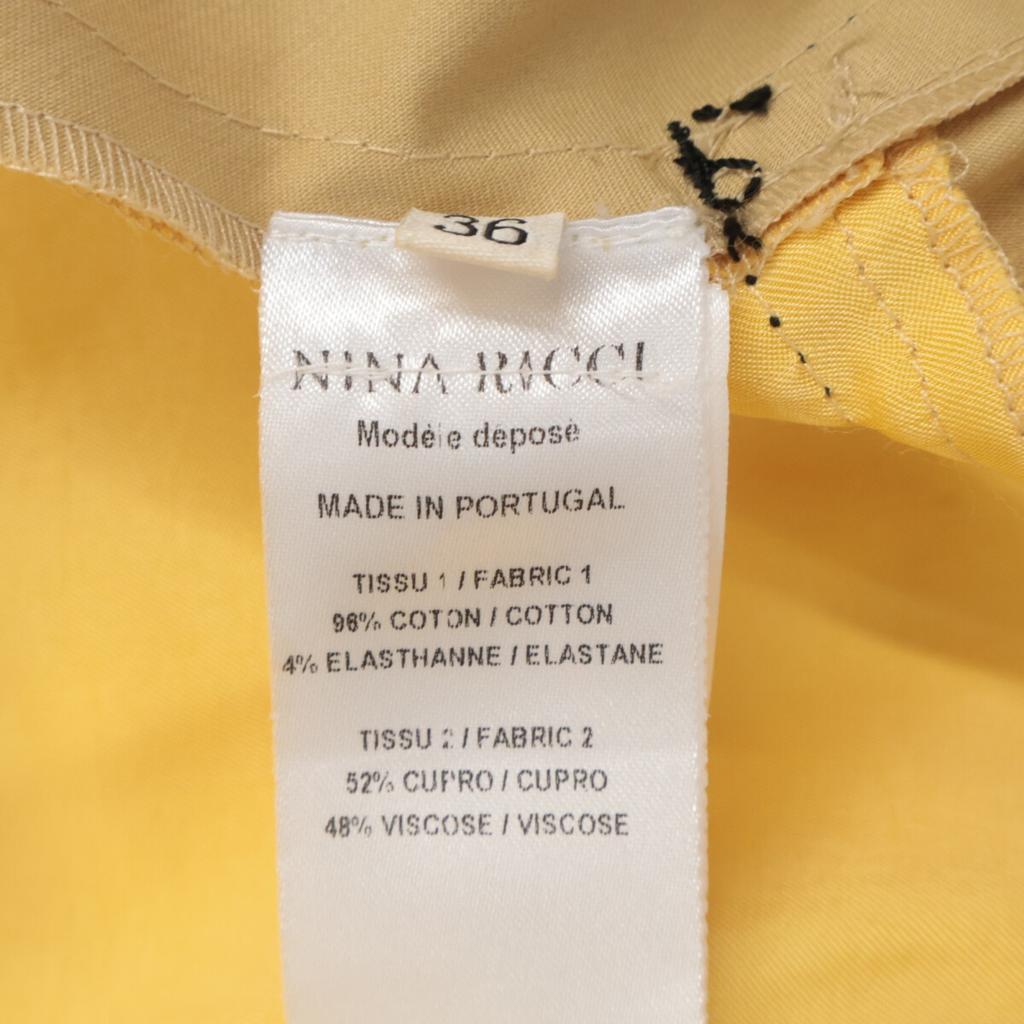 36
NINA RICCI
Modèle déposé
MADE IN PORTUGAL
TISSU 1 / FABRIC 1
96% COTON / COTTON
4% ELASTHANNE / ELASTANE
TISSU 2 / FABRIC 2
52% CUPRO / CUPRO
48% VISCOSE / VISCOSE